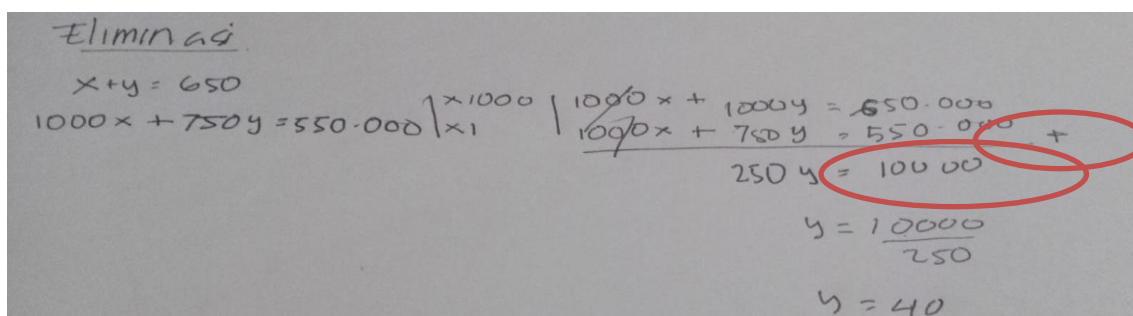 Eliminasi
x+y = 650
1000x + 750y = 550.000 | x1000 | 1000x + 1000y = 650.000
| x1 | 1000x + 750y = 550.000 +
250 y = 10000
y = 10000
250
y = 40